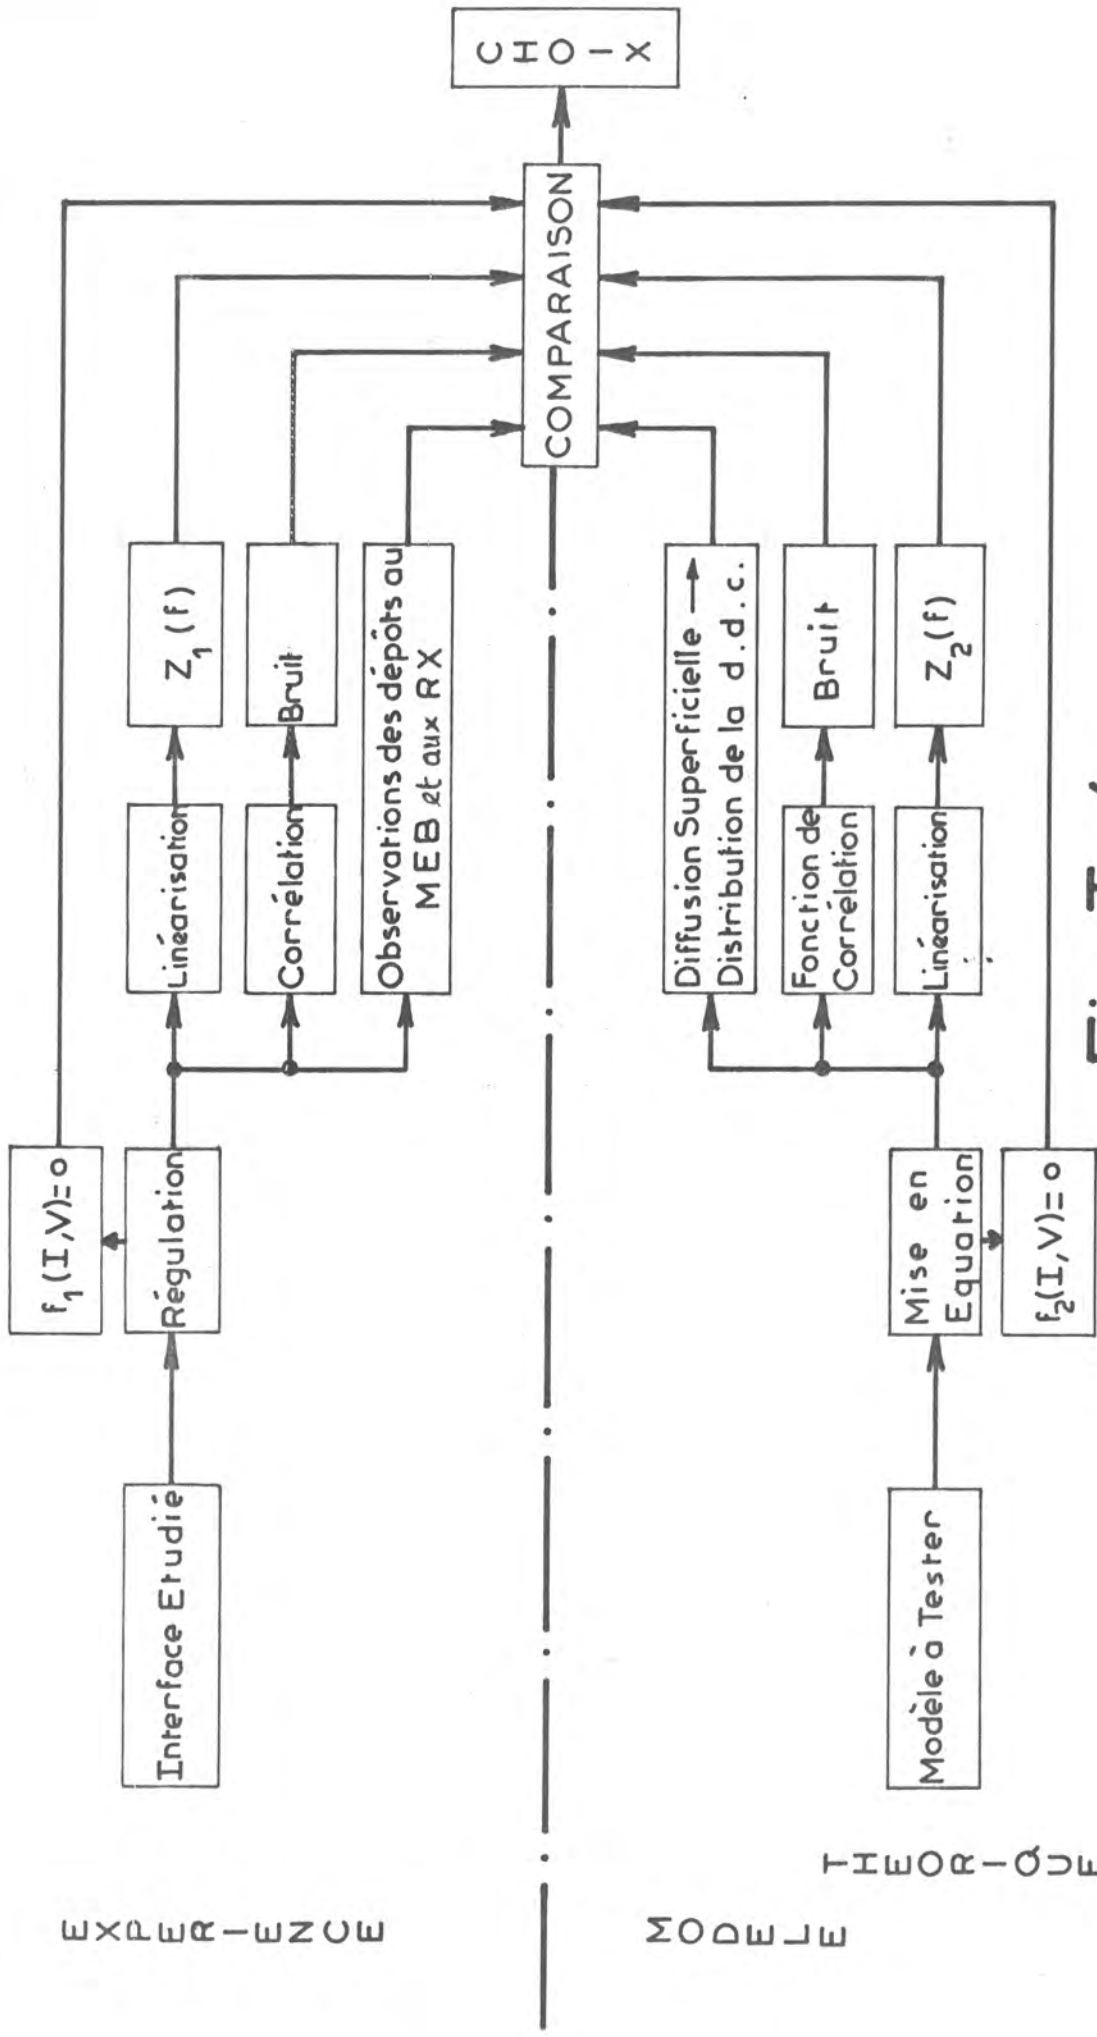 EXPERIENCE
Interface Etudié
Régulation
f1(I,V)=0
Linéarisation
Z1(f)
Corrélation
Bruit
Observations des dépôts au
MEB et aux RX
COMPARAISON
CHOIX
MODELE
THEORIQUE
Modèle à Tester
Mise en
Equation
f2(I,V)=0
Diffusion Superficielle →
Distribution de la d.d.c.
Fonction de
Corrélation
Bruit
Linéarisation
Z2(f)